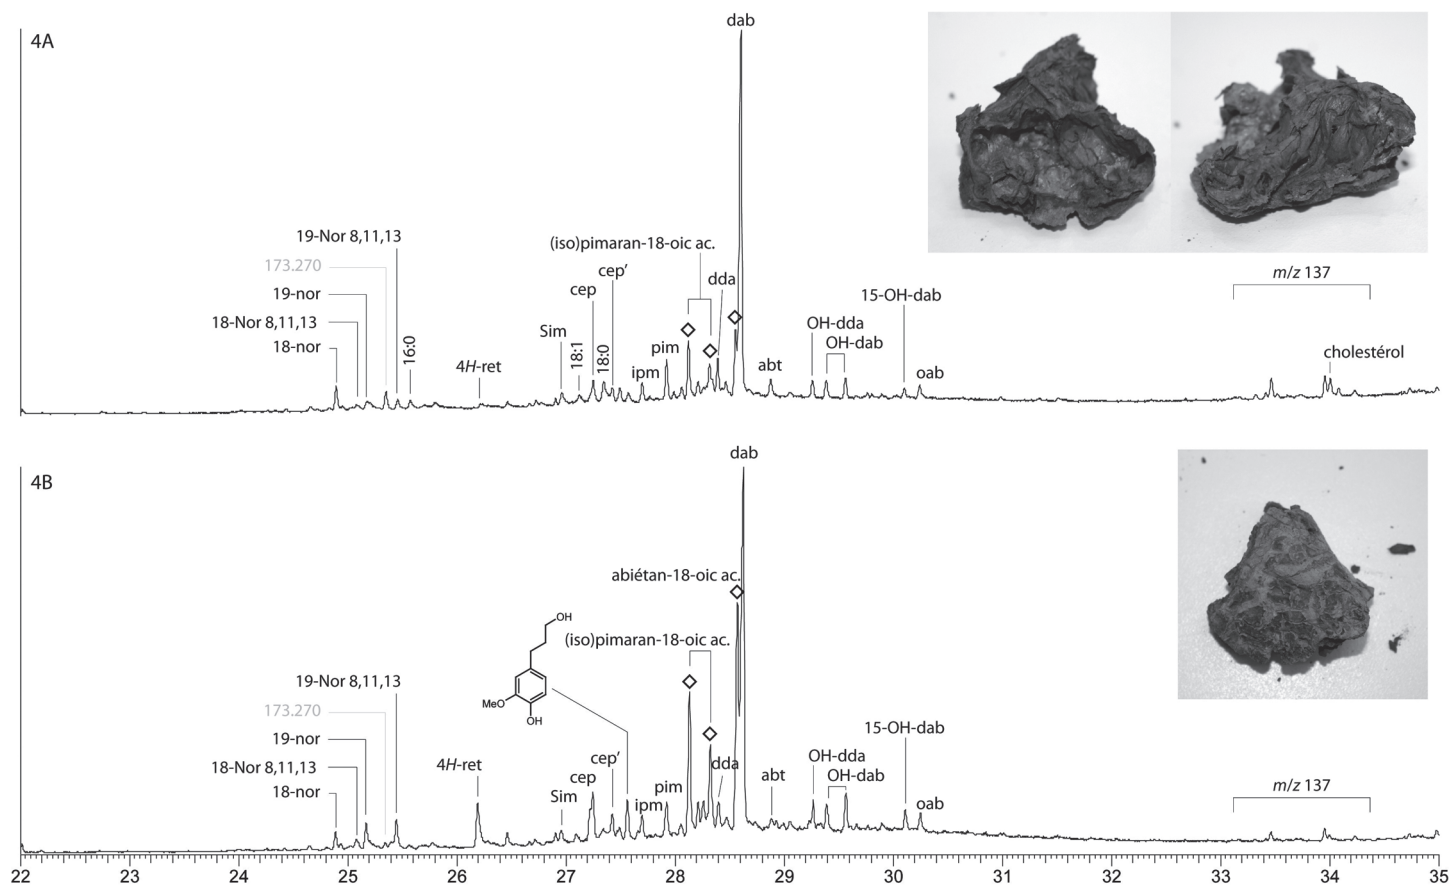 4A
dab
19-Nor 8,11,13
173.270
19-nor
18-Nor 8,11,13
18-nor
16:0
4H-ret
Sim
18:1
cep
18:0
cep’
ipm
pim
(iso)pimaran-18-oic ac.
dda
abt
OH-dda
OH-dab
15-OH-dab
oab
m/z 137
cholestérol
4B
dab
abiétan-18-oic ac.
(iso)pimaran-18-oic ac.
OH
MeO
OH
19-Nor 8,11,13
173.270
19-nor
18-Nor 8,11,13
18-nor
4H-ret
Sim
cep
cep’
ipm
pim
dda
abt
OH-dda
OH-dab
15-OH-dab
oab
m/z 137
22 23 24 25 26 27 28 29 30 31 32 33 34 35